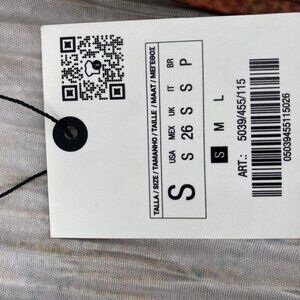 TALLA / SIZE / TAMANHO / TAILLE / MAAT / ΜΕΓΕΘΟΣ
S
USA MEX UK IT BR
S 26 S S P
S M L
ART.: 5039/455/115
05039455115026